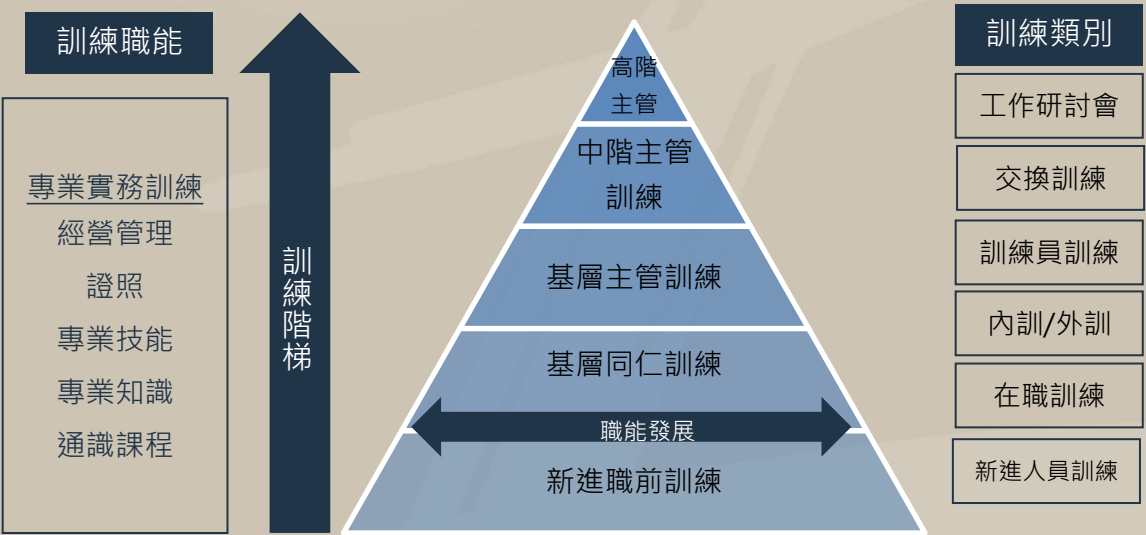 訓練職能
專業實務訓練
經營管理
證照
專業技能
專業知識
通識課程
訓練階梯
高階
主管
中階主管
訓練
基層主管訓練
基層同仁訓練
職能發展
新進職前訓練
訓練類別
工作研討會
交換訓練
訓練員訓練
內訓/外訓
在職訓練
新進人員訓練